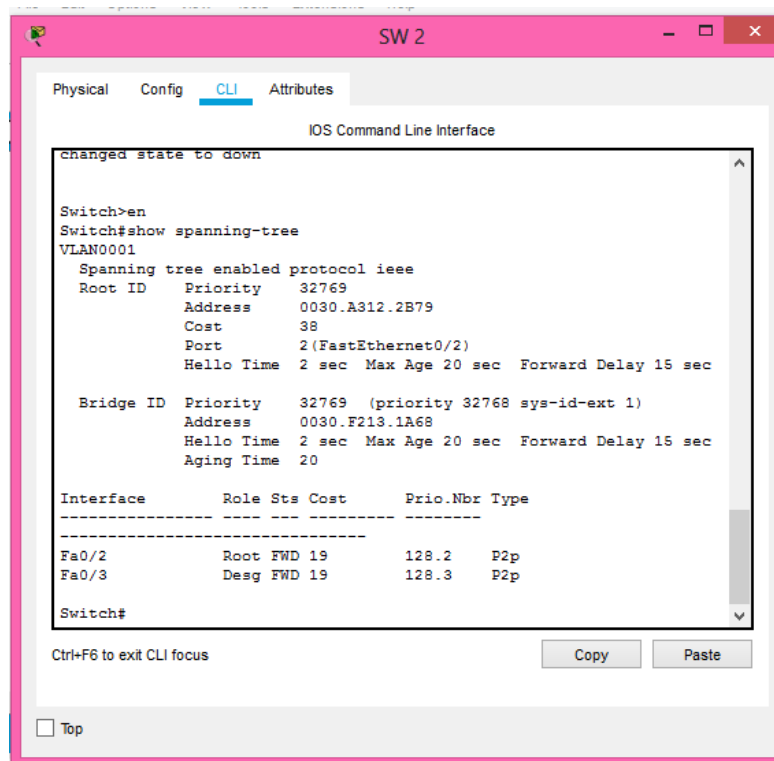 SW 2
Physical Config CLI Attributes
IOS Command Line Interface
changed state to down
Switch>en
Switch#show spanning-tree
VLAN0001
  Spanning tree enabled protocol ieee
  Root ID    Priority    32769
             Address     0030.A312.2B79
             Cost        38
             Port        2(FastEthernet0/2)
             Hello Time  2 sec  Max Age 20 sec  Forward Delay 15 sec
  Bridge ID  Priority    32769  (priority 32768 sys-id-ext 1)
             Address     0030.F213.1A68
             Hello Time  2 sec  Max Age 20 sec  Forward Delay 15 sec
             Aging Time  20
Interface        Role Sts Cost      Prio.Nbr Type
---------------- ---- --- --------- --------
--------------------------------
Fa0/2            Root FWD 19        128.2    P2p
Fa0/3            Desg FWD 19        128.3    P2p
Switch#
Ctrl+F6 to exit CLI focus
Copy Paste
Top